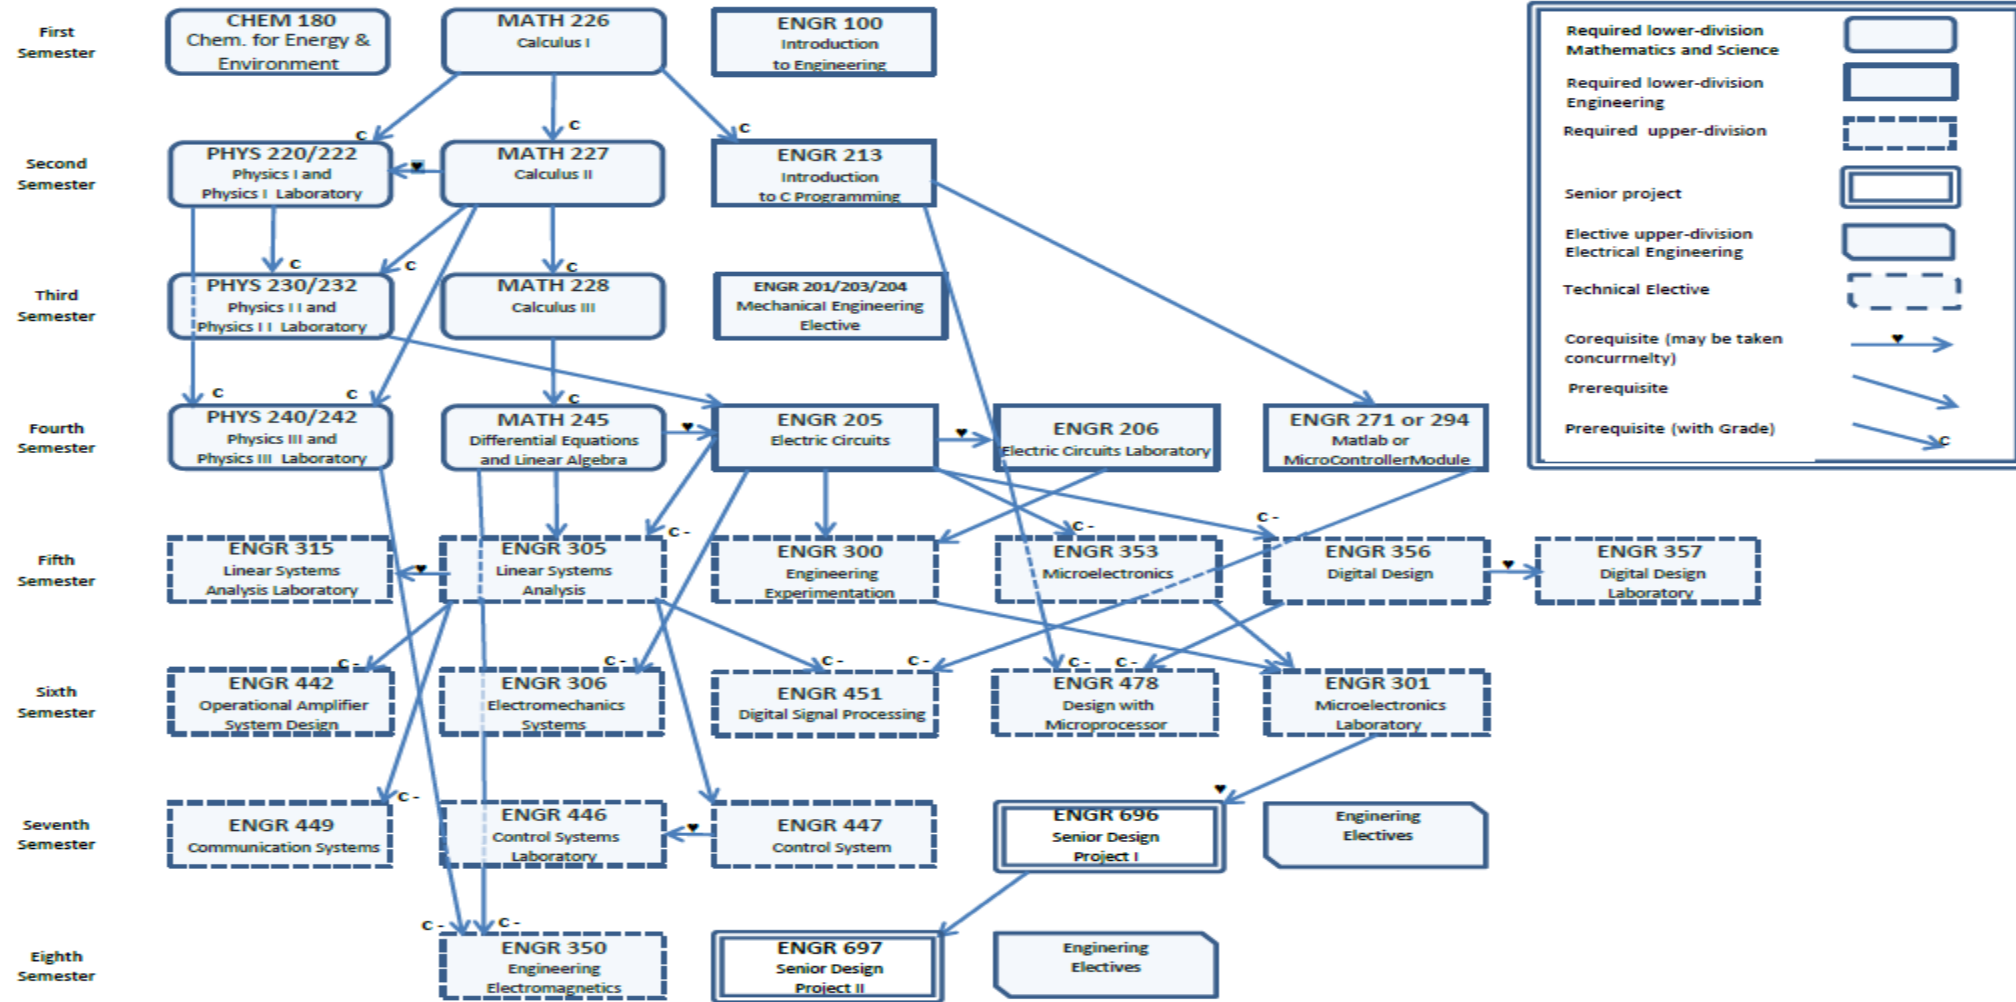 First
Semester
CHEM 180
Chem. for Energy &
Environment
MATH 226
Calculus I
ENGR 100
Introduction
to Engineering
C
C
C
Second
Semester
PHYS 220/222
Physics I and
Physics I Laboratory
♥
MATH 227
Calculus II
ENGR 213
Introduction
to C Programming
C
C
C
Third
Semester
PHYS 230/232
Physics I I and
Physics I I Laboratory
MATH 228
Calculus III
ENGR 201/203/204
Mechanical Engineering
Elective
C
C
C
Fourth
Semester
PHYS 240/242
Physics III and
Physics III Laboratory
MATH 245
Differential Equations
and Linear Algebra
♥
ENGR 205
Electric Circuits
♥
ENGR 206
Electric Circuits Laboratory
ENGR 271 or 294
Matlab or
MicroControllerModule
C -
C -
C -
Fifth
Semester
ENGR 315
Linear Systems
Analysis Laboratory
♥
ENGR 305
Linear Systems
Analysis
ENGR 300
Engineering
Experimentation
ENGR 353
Microelectronics
ENGR 356
Digital Design
♥
ENGR 357
Digital Design
Laboratory
C -
C -
C -
C -
C -
C -
Sixth
Semester
ENGR 442
Operational Amplifier
System Design
ENGR 306
Electromechanics
Systems
ENGR 451
Digital Signal Processing
ENGR 478
Design with
Microprocessor
ENGR 301
Microelectronics
Laboratory
C -
♥
Seventh
Semester
ENGR 449
Communication Systems
ENGR 446
Control Systems
Laboratory
♥
ENGR 447
Control System
ENGR 696
Senior Design
Project I
Enginering
Electives
C -
C -
Eighth
Semester
ENGR 350
Engineering
Electromagnetics
ENGR 697
Senior Design
Project II
Enginering
Electives
Required lower-division
Mathematics and Science
Required lower-division
Engineering
Required upper-division
Senior project
Elective upper-division
Electrical Engineering
Technical Elective
Corequisite (may be taken
concurrnelty)
♥
Prerequisite
Prerequisite (with Grade)
C